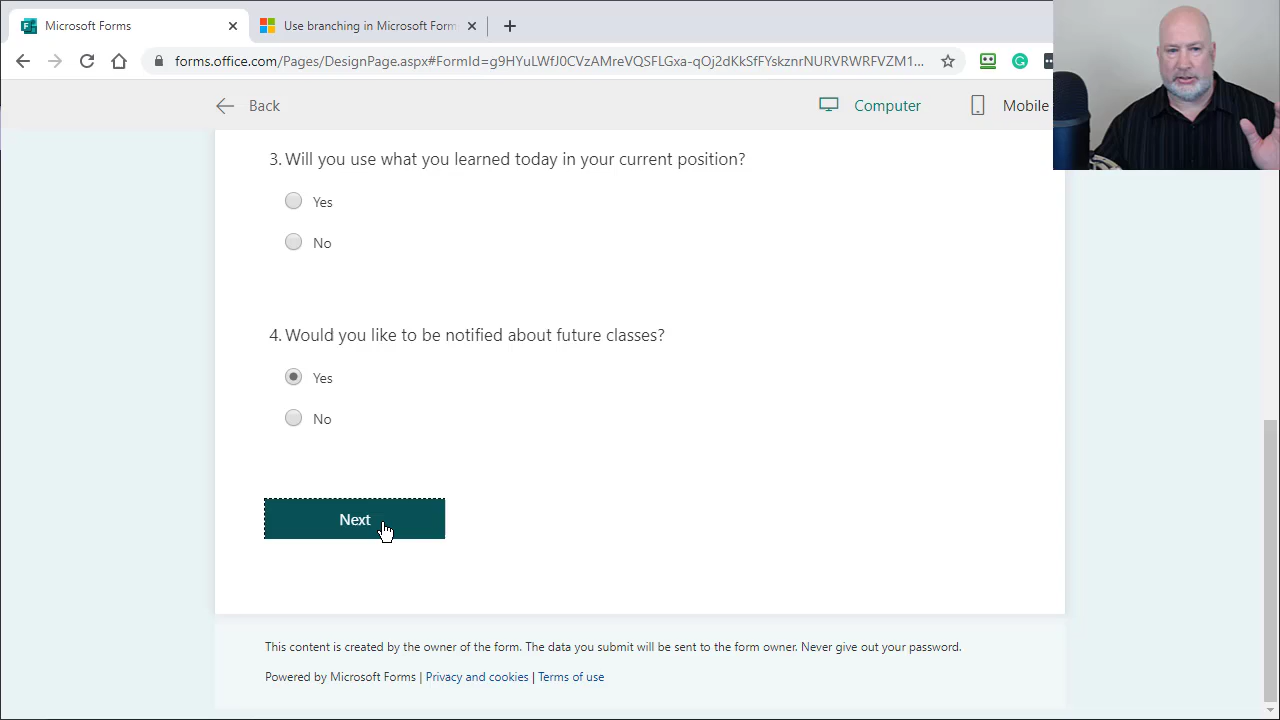 Microsoft Forms
Use branching in Microsoft Form
forms.office.com/Pages/DesignPage.aspx#FormId=g9HYuLWfJ0CVzAMreVQSFLGxa-qOj2dKkSfFYskznrNURVRWRFVZM1...
Back
Computer
Mobile
3. Will you use what you learned today in your current position?
Yes
No
4. Would you like to be notified about future classes?
Yes
No
Next
This content is created by the owner of the form. The data you submit will be sent to the form owner. Never give out your password.
Powered by Microsoft Forms | Privacy and cookies | Terms of use